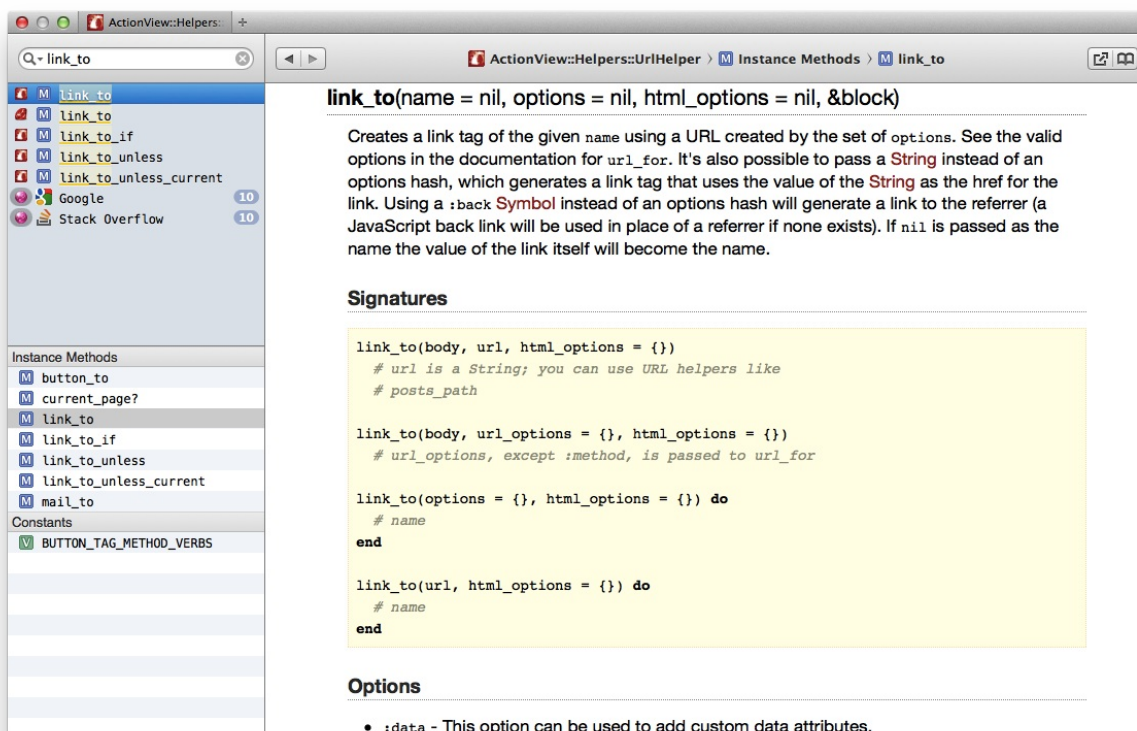 ActionView::Helpers::
link_to
ActionView::Helpers::UrlHelper 〉 M Instance Methods 〉 M link_to
M link_to
M link_to
M link_to_if
M link_to_unless
M link_to_unless_current
Google 10
Stack Overflow 10
Instance Methods
M button_to
M current_page?
M link_to
M link_to_if
M link_to_unless
M link_to_unless_current
M mail_to
Constants
V BUTTON_TAG_METHOD_VERBS
link_to(name = nil, options = nil, html_options = nil, &block)
Creates a link tag of the given name using a URL created by the set of options. See the valid
options in the documentation for url_for. It's also possible to pass a String instead of an
options hash, which generates a link tag that uses the value of the String as the href for the
link. Using a :back Symbol instead of an options hash will generate a link to the referrer (a
JavaScript back link will be used in place of a referrer if none exists). If nil is passed as the
name the value of the link itself will become the name.
Signatures
link_to(body, url, html_options = {})
# url is a String; you can use URL helpers like
# posts_path
link_to(body, url_options = {}, html_options = {})
# url_options, except :method, is passed to url_for
link_to(options = {}, html_options = {}) do
# name
end
link_to(url, html_options = {}) do
# name
end
Options
• :data - This option can be used to add custom data attributes.